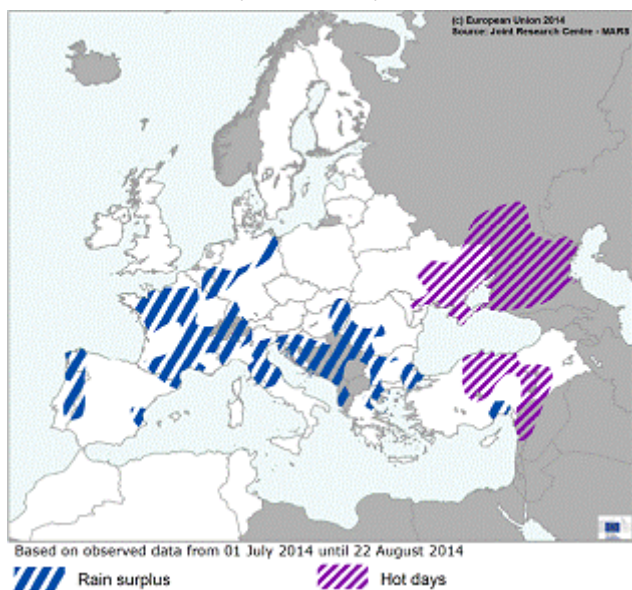 (c) European Union 2014
Source: Joint Research Centre - MARS
Based on observed data from 01 July 2014 until 22 August 2014
Rain surplus
Hot days